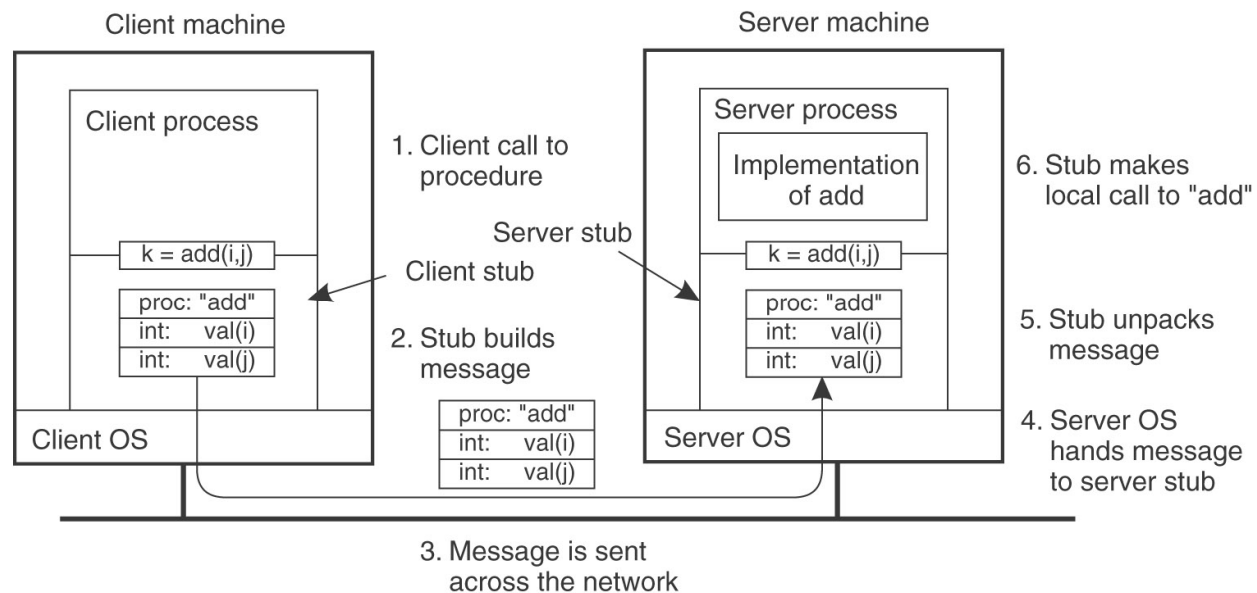 Client machine
Server machine
Client process
1. Client call to
procedure
Server process
Implementation
of add
6. Stub makes
local call to "add"
Server stub
k = add(i,j)
Client stub
k = add(i,j)
proc: "add"
int: val(i)
int: val(j)
2. Stub builds
message
proc: "add"
int: val(i)
int: val(j)
5. Stub unpacks
message
proc: "add"
int: val(i)
int: val(j)
Client OS
Server OS
4. Server OS
hands message
to server stub
3. Message is sent
across the network